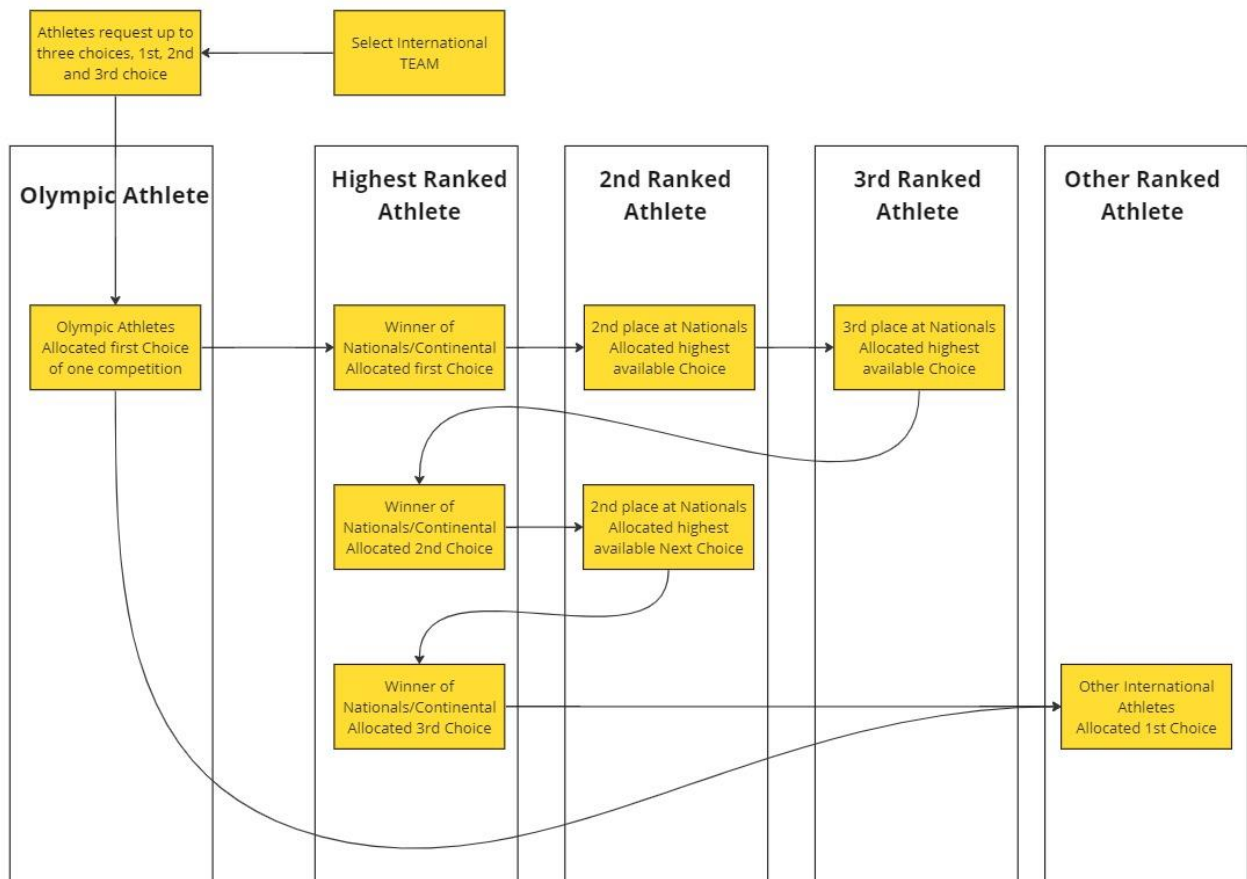 Athletes request up to
three choices, 1st, 2nd
and 3rd choice
Select International
TEAM
Olympic Athlete
Highest Ranked
Athlete
2nd Ranked
Athlete
3rd Ranked
Athlete
Other Ranked
Athlete
Olympic Athletes
Allocated first Choice
of one competition
Winner of
Nationals/Continental
Allocated first Choice
2nd place at Nationals
Allocated highest
available Choice
3rd place at Nationals
Allocated highest
available Choice
Winner of
Nationals/Continental
Allocated 2nd Choice
2nd place at Nationals
Allocated highest
available Next Choice
Winner of
Nationals/Continental
Allocated 3rd Choice
Other International
Athletes
Allocated 1st Choice